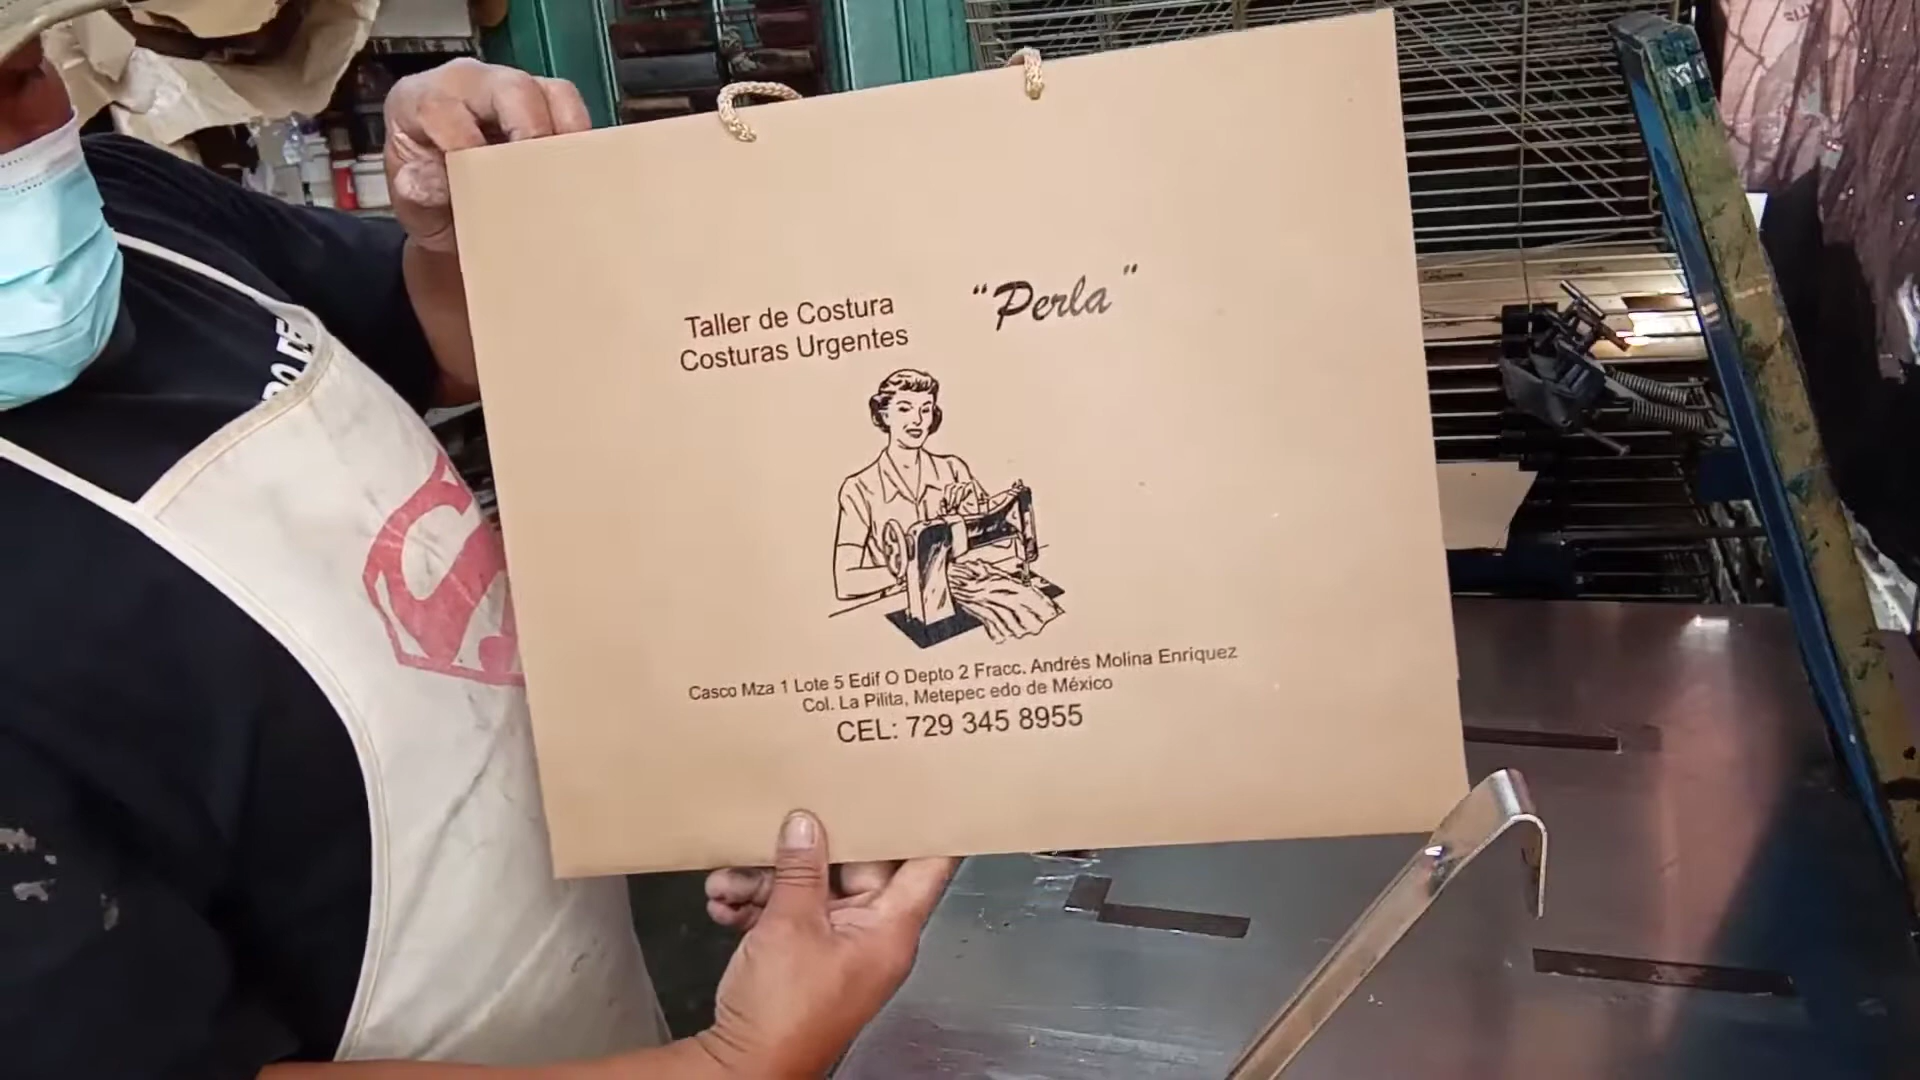 Taller de Costura
Costuras Urgentes
"Perla"
Casco Mza 1 Lote 5 Edif O Depto 2 Fracc. Andrés Molina Enriquez
Col. La Pilita, Metepec edo de México
CEL: 729 345 8955